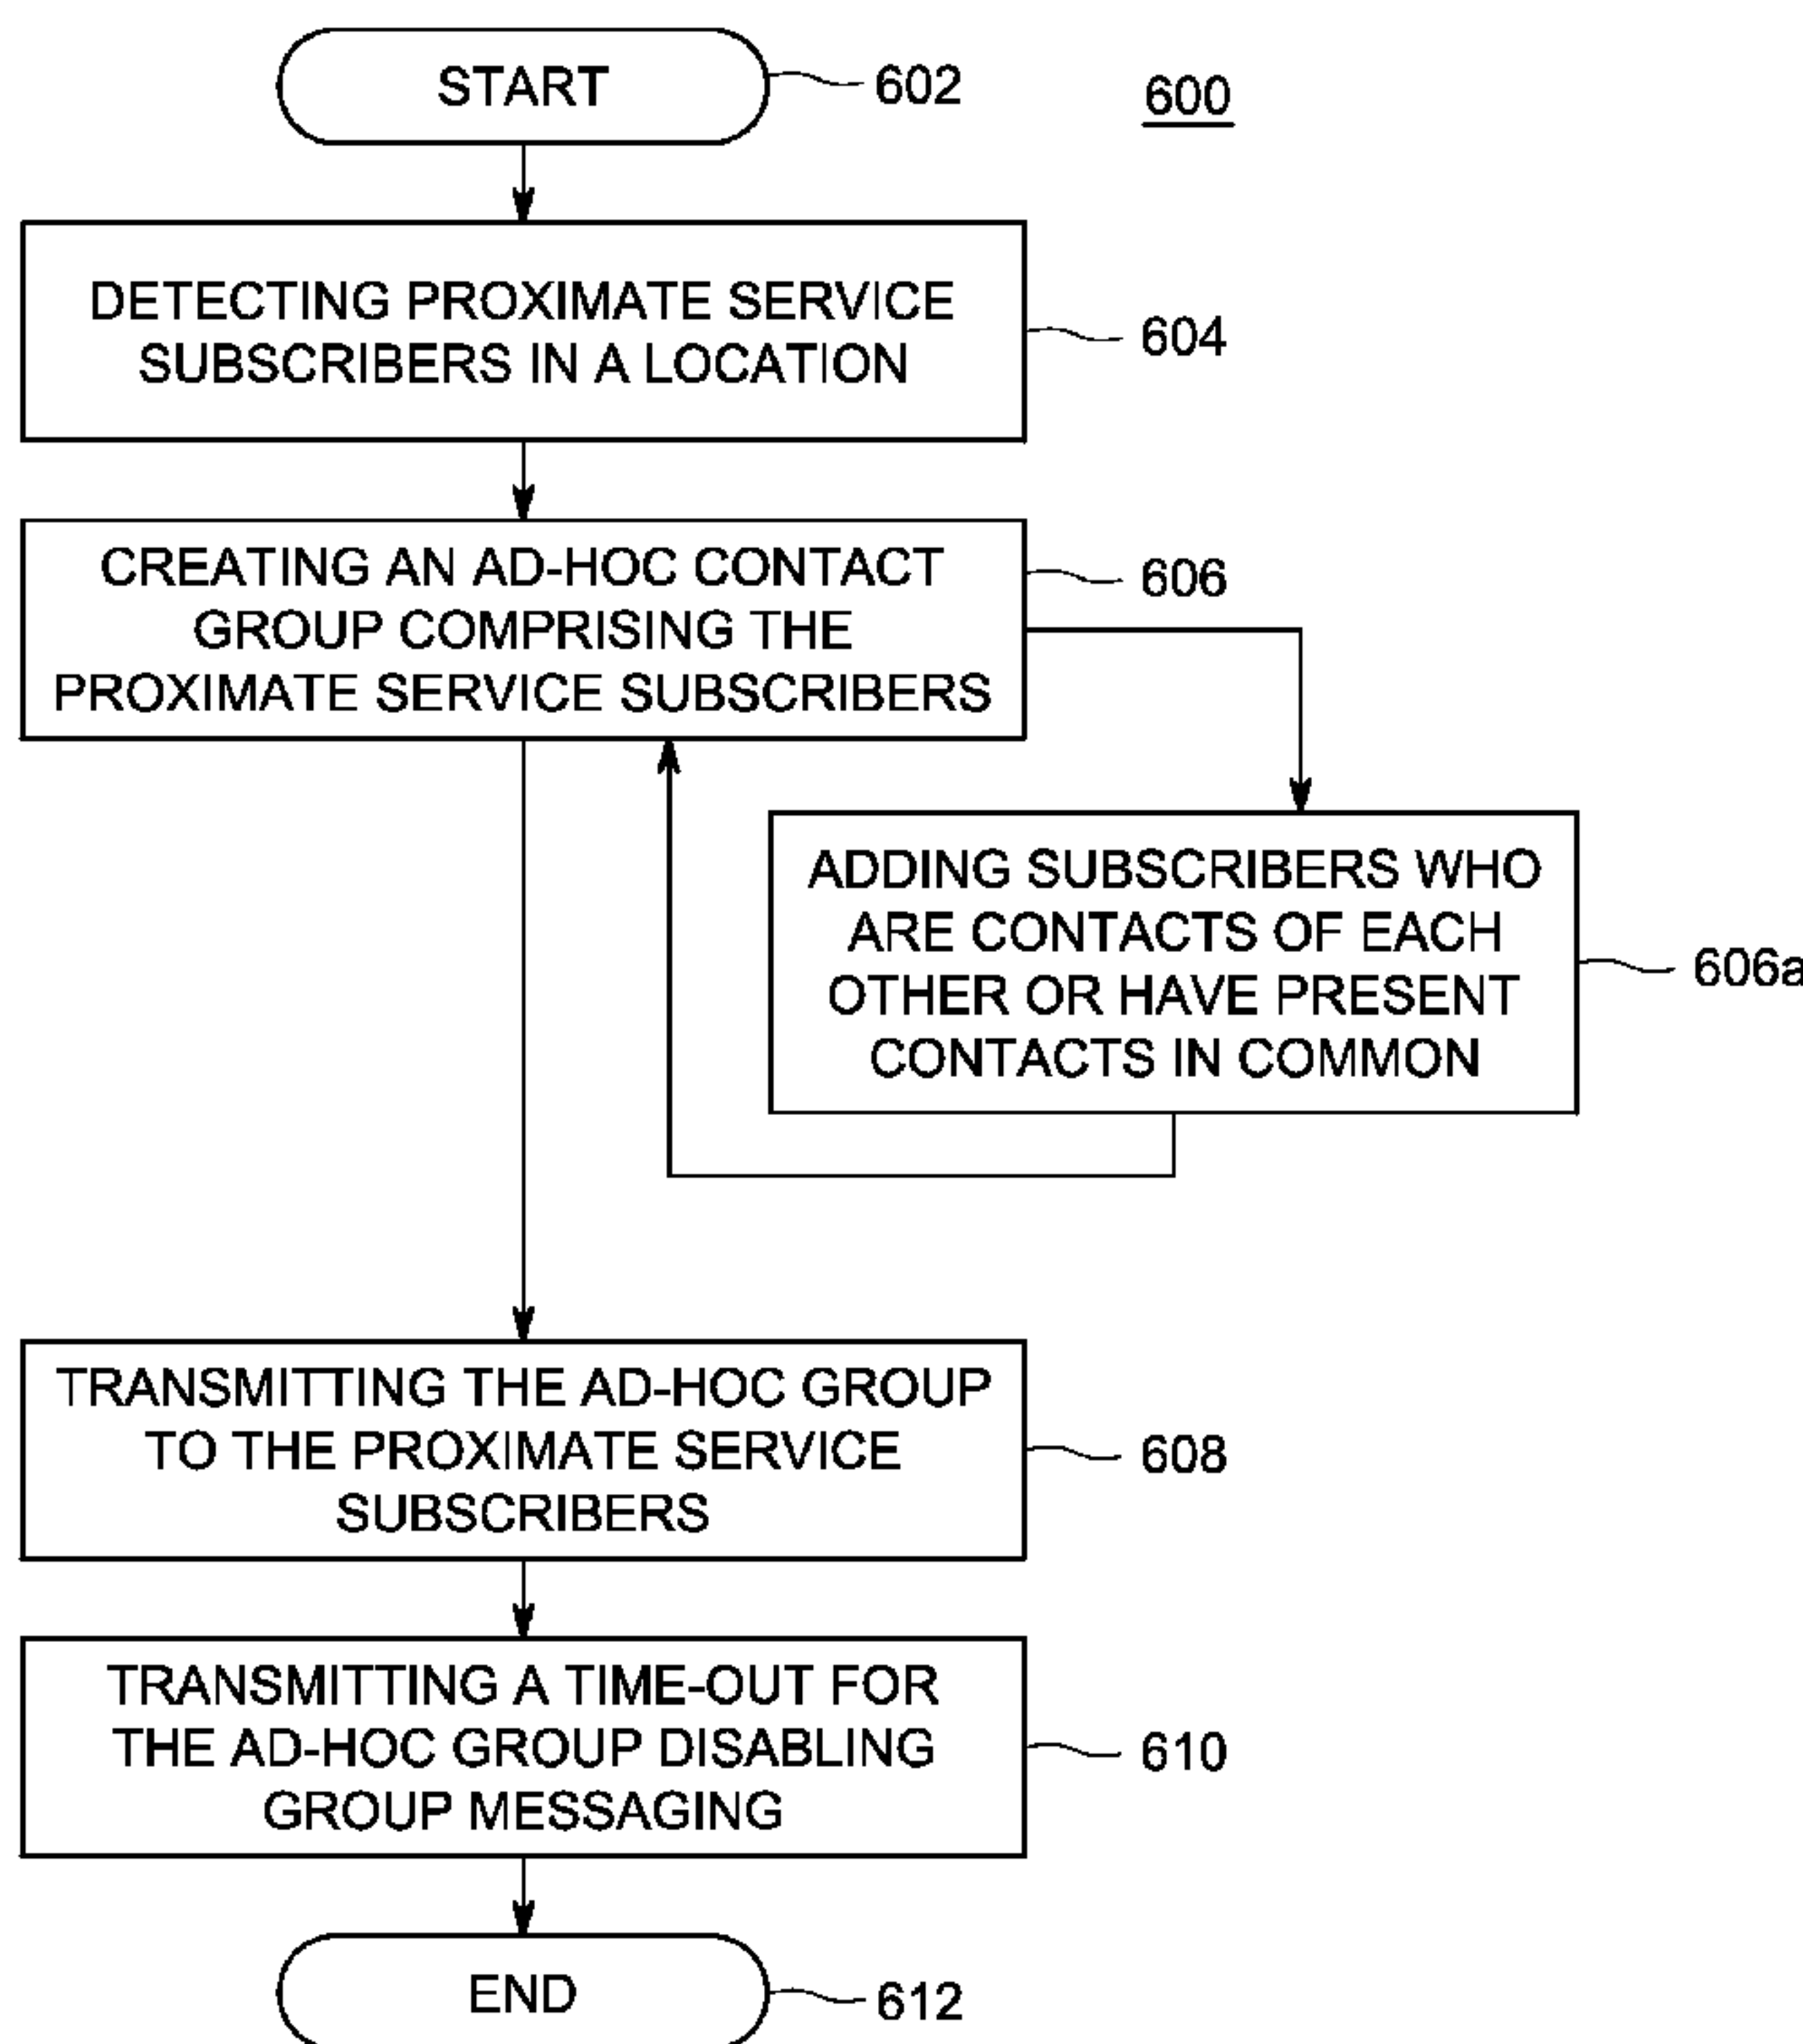 START
602
600
DETECTING PROXIMATE SERVICE
SUBSCRIBERS IN A LOCATION
604
CREATING AN AD-HOC CONTACT
GROUP COMPRISING THE
PROXIMATE SERVICE SUBSCRIBERS
606
ADDING SUBSCRIBERS WHO
ARE CONTACTS OF EACH
OTHER OR HAVE PRESENT
CONTACTS IN COMMON
606a
TRANSMITTING THE AD-HOC GROUP
TO THE PROXIMATE SERVICE
SUBSCRIBERS
608
TRANSMITTING A TIME-OUT FOR
THE AD-HOC GROUP DISABLING
GROUP MESSAGING
610
END
612